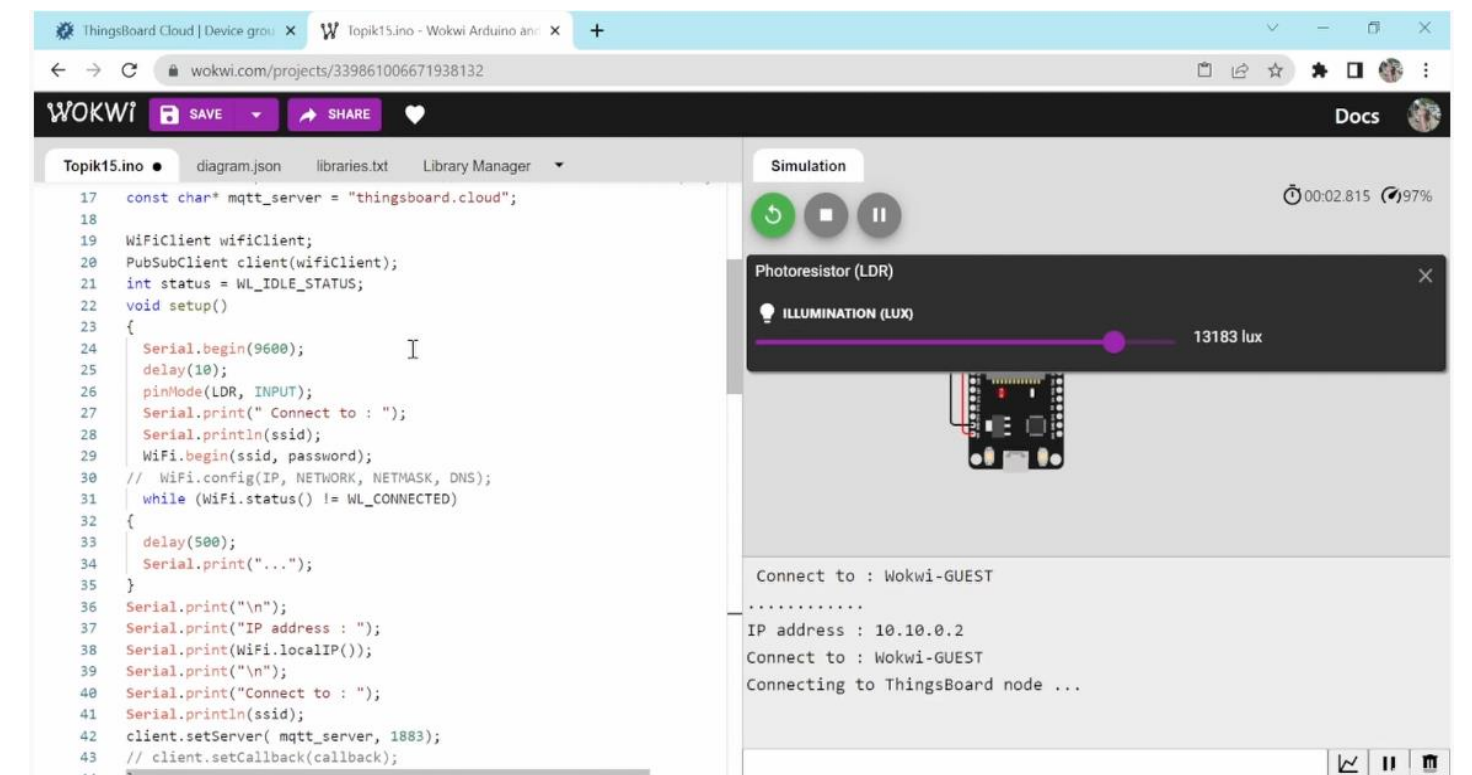 ThingsBoard Cloud | Device grou
Topik15.ino - Wokwi Arduino and
wokwi.com/projects/339861006671938132
WOKWi
SAVE
SHARE
Docs
Topik15.ino
diagram.json
libraries.txt
Library Manager
17 const char* mqtt_server = "thingsboard.cloud";
18
19 WiFiClient wifiClient;
20 PubSubClient client(wifiClient);
21 int status = WL_IDLE_STATUS;
22 void setup()
23 {
24 Serial.begin(9600);
25 delay(10);
26 pinMode(LDR, INPUT);
27 Serial.print(" Connect to : ");
28 Serial.println(ssid);
29 WiFi.begin(ssid, password);
30 // WiFi.config(IP, NETWORK, NETMASK, DNS);
31 while (WiFi.status() != WL_CONNECTED)
32 {
33 delay(500);
34 Serial.print("...");
35 }
36 Serial.print("\n");
37 Serial.print("IP address : ");
38 Serial.print(WiFi.localIP());
39 Serial.print("\n");
40 Serial.print("Connect to : ");
41 Serial.println(ssid);
42 client.setServer( mqtt_server, 1883);
43 // client.setCallback(callback);
Simulation
00:02.815 97%
Photoresistor (LDR)
ILLUMINATION (LUX)
13183 lux
Connect to : Wokwi-GUEST
............
IP address : 10.10.0.2
Connect to : Wokwi-GUEST
Connecting to ThingsBoard node ...